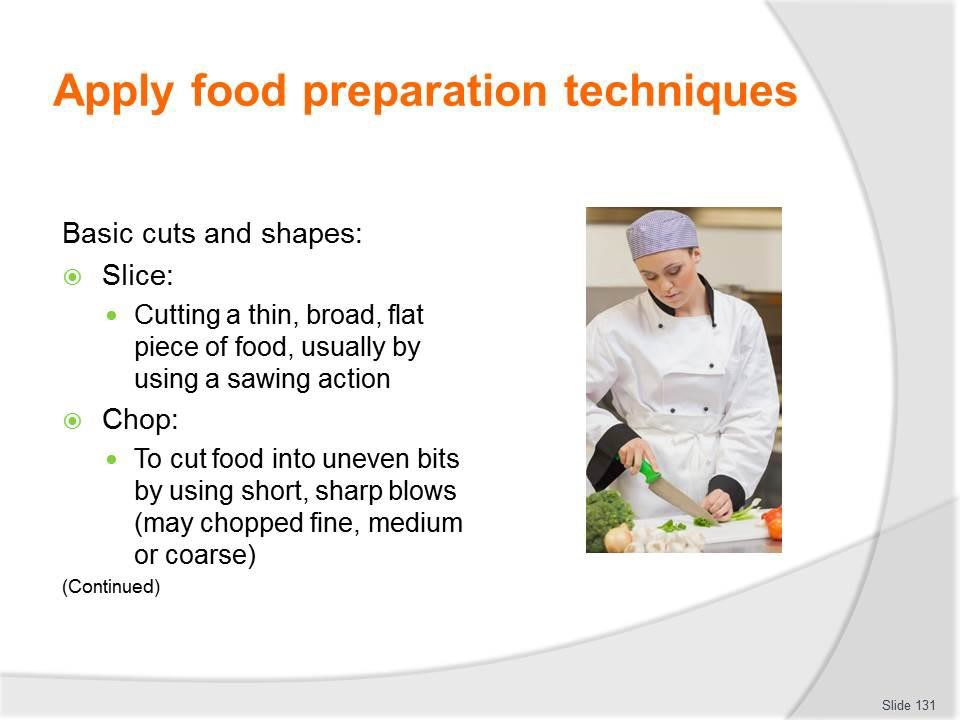 Apply food preparation techniques
Basic cuts and shapes:
Slice:
Cutting a thin, broad, flat
piece of food, usually by
using a sawing action
Chop:
To cut food into uneven bits
by using short, sharp blows
(may chopped fine, medium
or coarse)
(Continued)
Slide 131